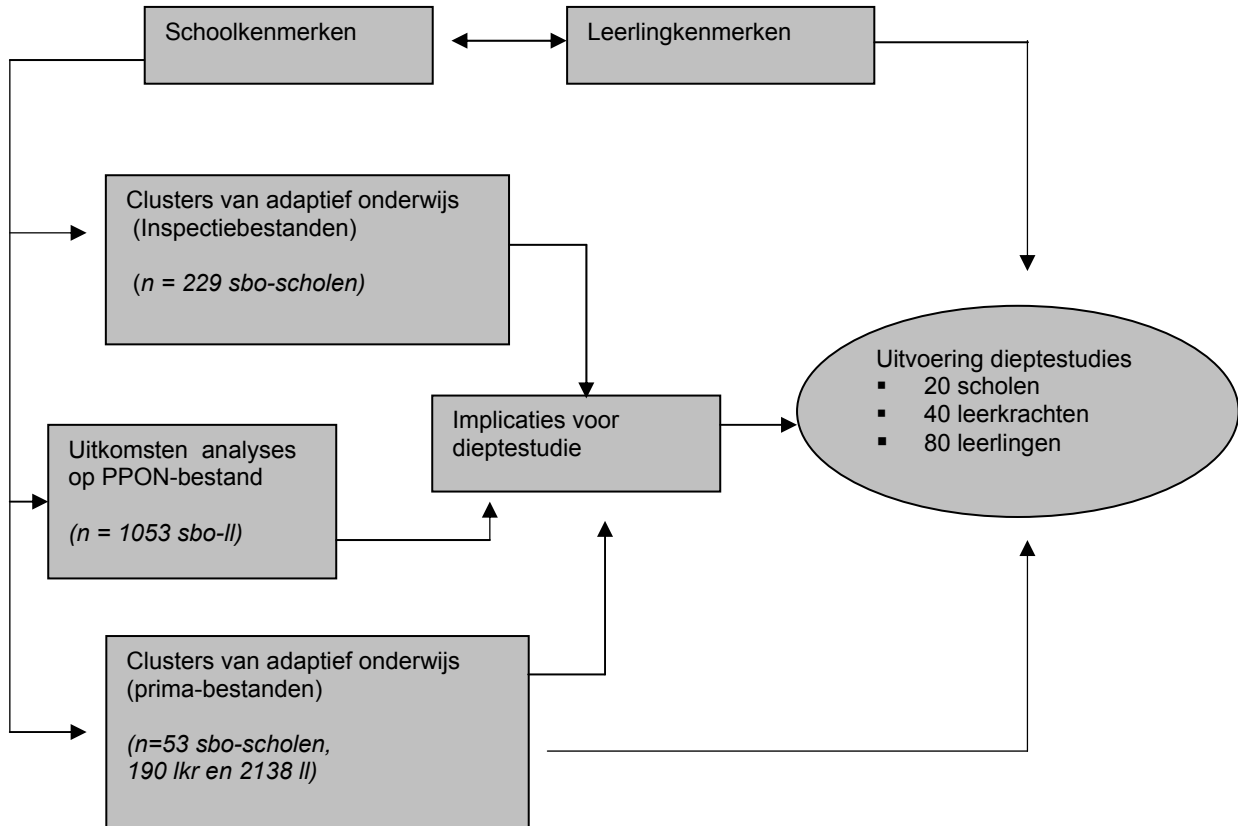 Schoolkenmerken
Leerlingkenmerken
Clusters van adaptief onderwijs
(Inspectiebestanden)
(n = 229 sbo-scholen)
Uitvoering dieptestudies
▪ 20 scholen
▪ 40 leerkrachten
▪ 80 leerlingen
Implicaties voor
dieptestudie
Uitkomsten analyses
op PPON-bestand
(n = 1053 sbo-ll)
Clusters van adaptief onderwijs
(prima-bestanden)
(n=53 sbo-scholen,
190 lkr en 2138 ll)